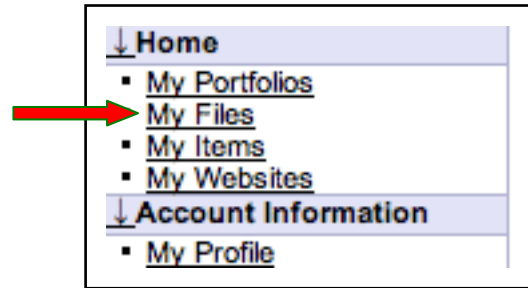 ↓Home
▪ My Portfolios
My Files
▪ My Items
▪ My Websites
↓Account Information
▪ My Profile